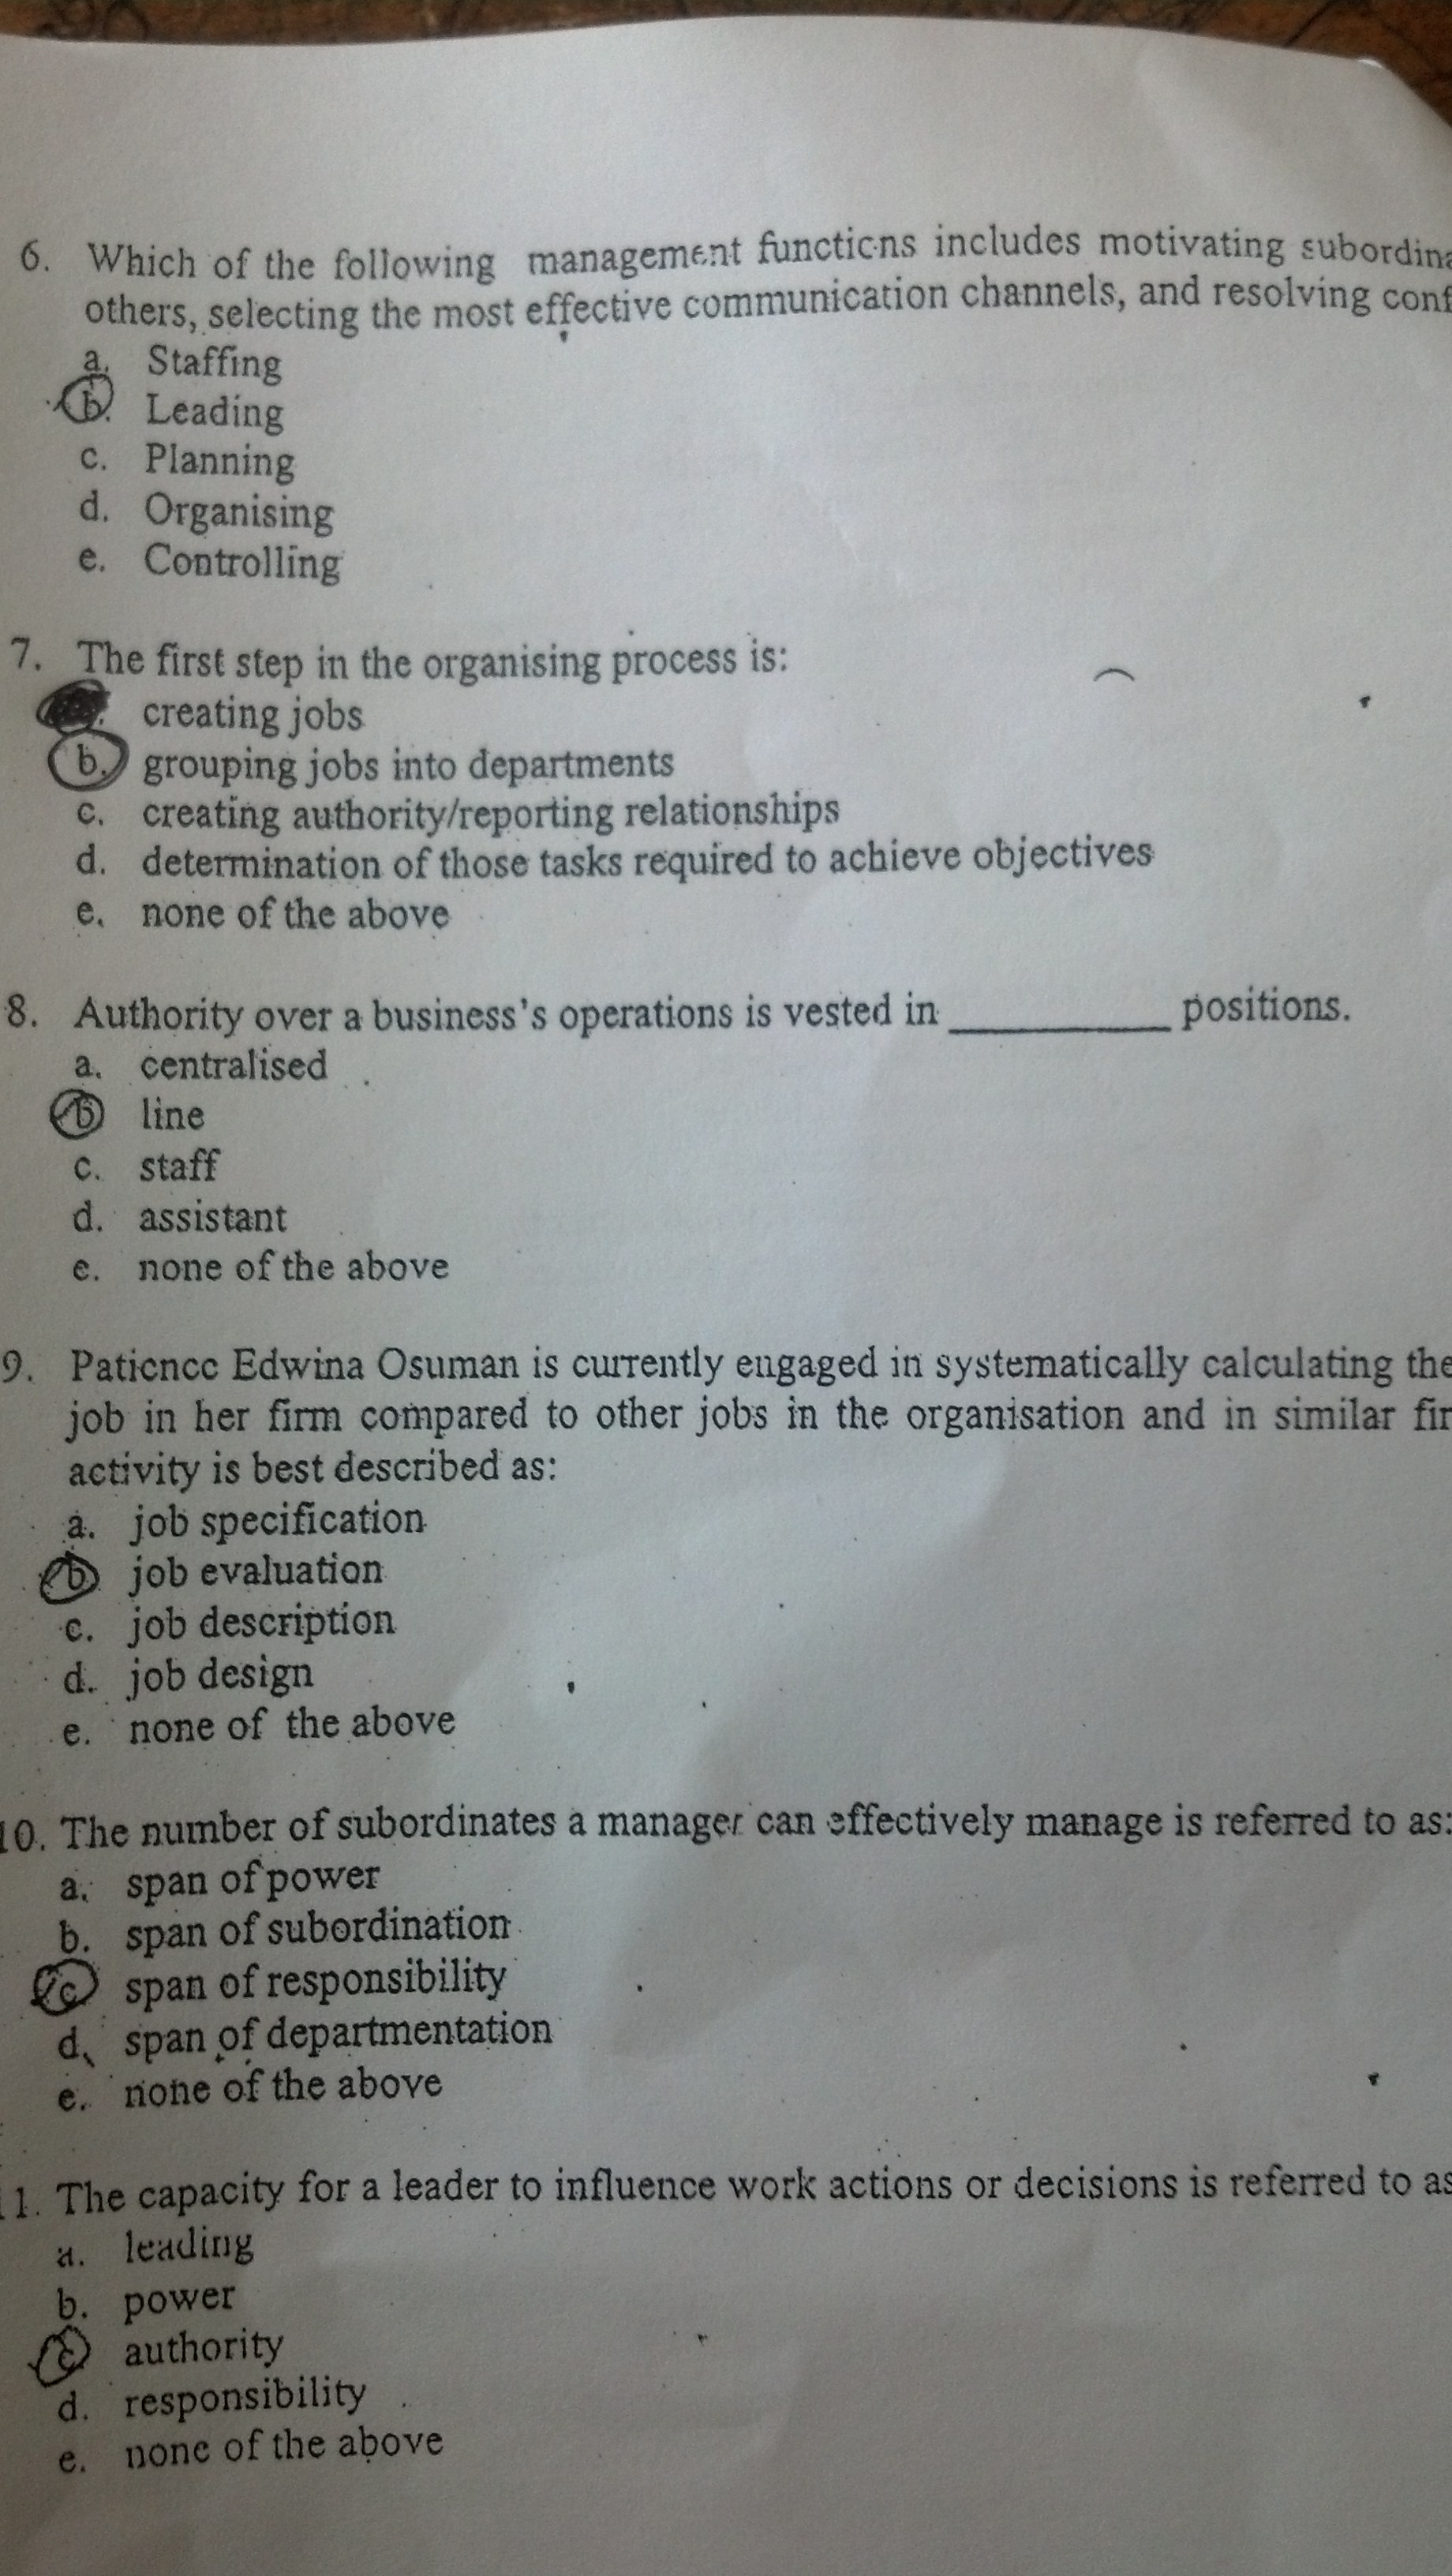 6. Which of the following management functions includes motivating
others, selecting the most effective communication channels, and resolving
a. Staffing
b. Leading
c. Planning
d. Organising
e. Controlling
7. The first step in the organising process is:
creating jobs
b. grouping jobs into departments
c. creating authority/reporting relationships
d. determination of those tasks required to achieve objectives
e. none of the above
8. Authority over a business's operations is vested in __________ positions.
a. centralised
b line
c. staff
d. assistant
e. none of the above
9. Patience Edwina Osuman is currently engaged in systematically calculating the
job in her firm compared to other jobs in the organisation and in similar
activity is best described as:
a. job specification
b job evaluation
c. job description
d. job design
e. none of the above
10. The number of subordinates a manager can effectively manage is referred to as:
a. span of power
b. span of subordination
c span of responsibility
d. span of departmentation
e. none of the above
11. The capacity for a leader to influence work actions or decisions is referred to as
a. leading
b. power
c authority
d. responsibility
e. none of the above